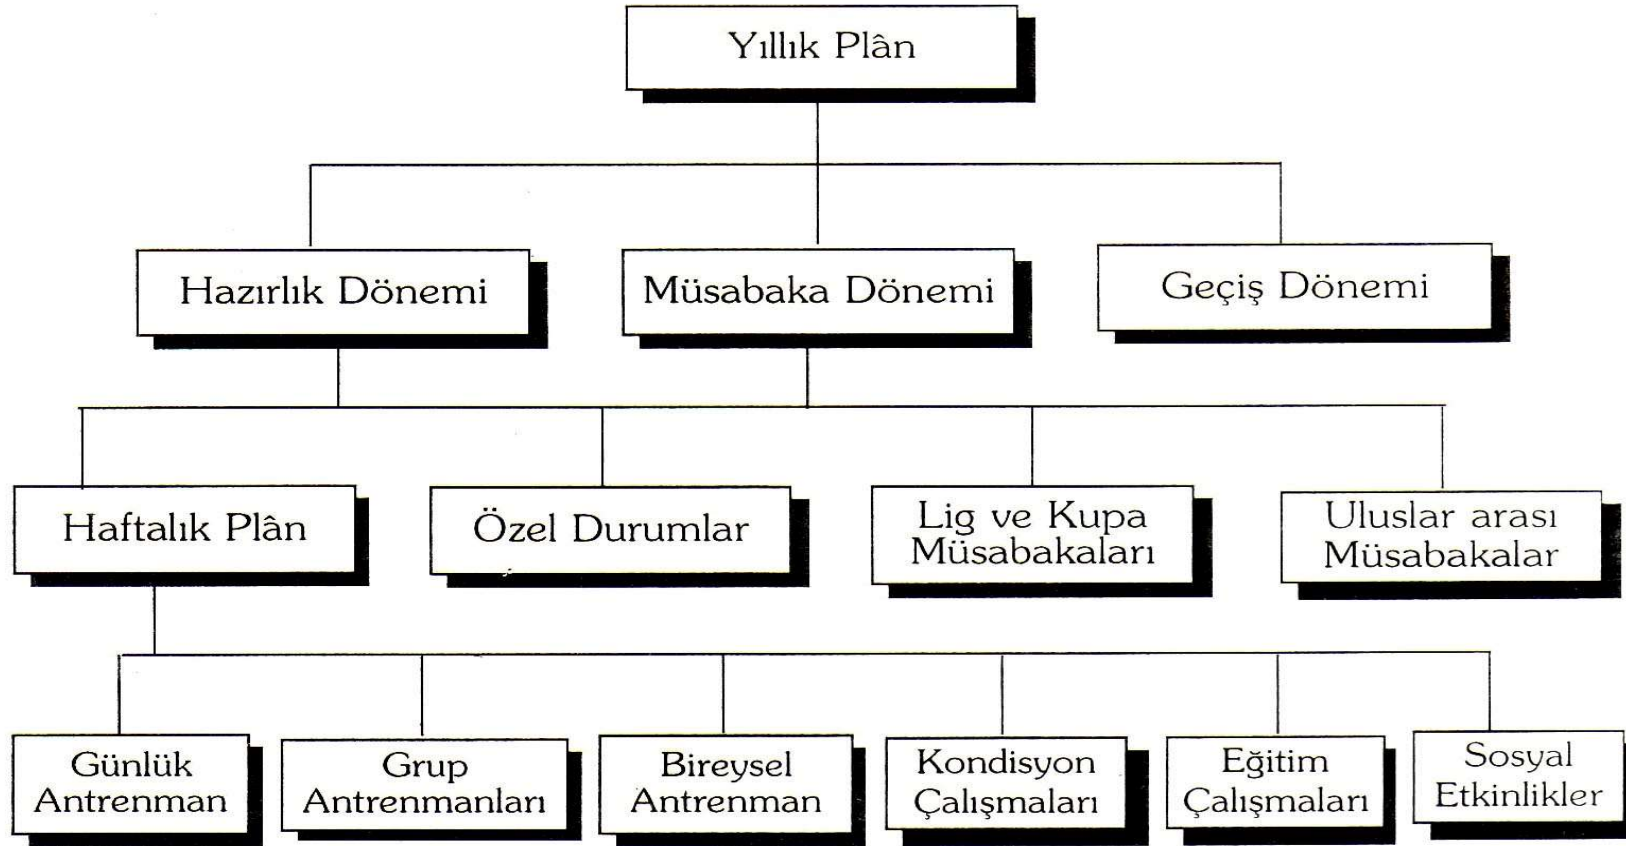 Yıllık Plân
Hazırlık Dönemi
Müsabaka Dönemi
Geçiş Dönemi
Haftalık Plân
Özel Durumlar
Lig ve Kupa
Müsabakaları
Uluslar arası
Müsabakalar
Günlük
Antrenman
Grup
Antrenmanları
Bireysel
Antrenman
Kondisyon
Çalışmaları
Eğitim
Çalışmaları
Sosyal
Etkinlikler